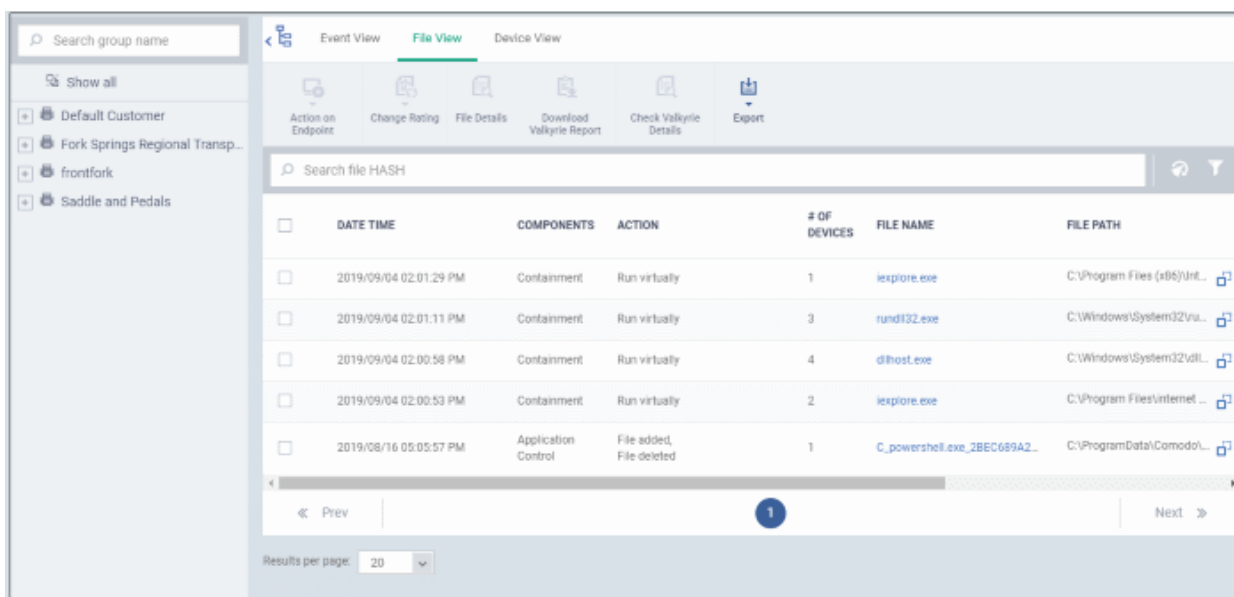 Search group name
Show all
Default Customer
Fork Springs Regional Transp...
frontfork
Saddle and Pedals
Event View File View Device View
Action on Endpoint
Change Rating
File Details
Download Valkyrie Report
Check Valkyrie Details
Export
Search file HASH
DATE TIME COMPONENTS ACTION # OF DEVICES FILE NAME FILE PATH
2019/09/04 02:01:29 PM Containment Run virtually 1 iexplore.exe C:\Program Files (x86)\Int...
2019/09/04 02:01:11 PM Containment Run virtually 3 rundll32.exe C:\Windows\System32\ru...
2019/09/04 02:00:58 PM Containment Run virtually 4 dllhost.exe C:\Windows\System32\dll...
2019/09/04 02:00:53 PM Containment Run virtually 2 iexplore.exe C:\Program Files\internet ...
2019/08/16 05:05:57 PM Application Control File added, File deleted 1 C_powershell.exe_2BEC689A2... C:\ProgramData\Comodo\...
Prev 1 Next
Results per page: 20